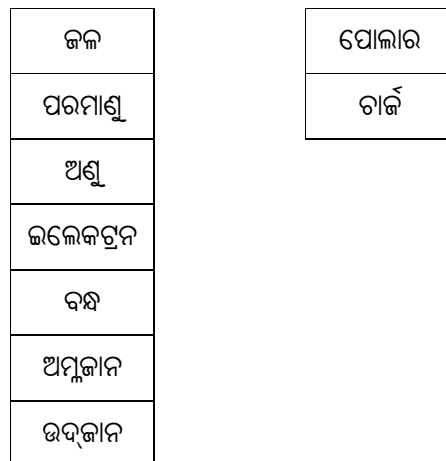 ଜଳ
ପରମାଣୁ
ଅଣୁ
ଇଲେକଟ୍ରନ
ବନ୍ଧ
ଅମ୍ଳଜାନ
ଉଦ୍‌ଜାନ
ପୋଲାର
ଚାର୍ଜ